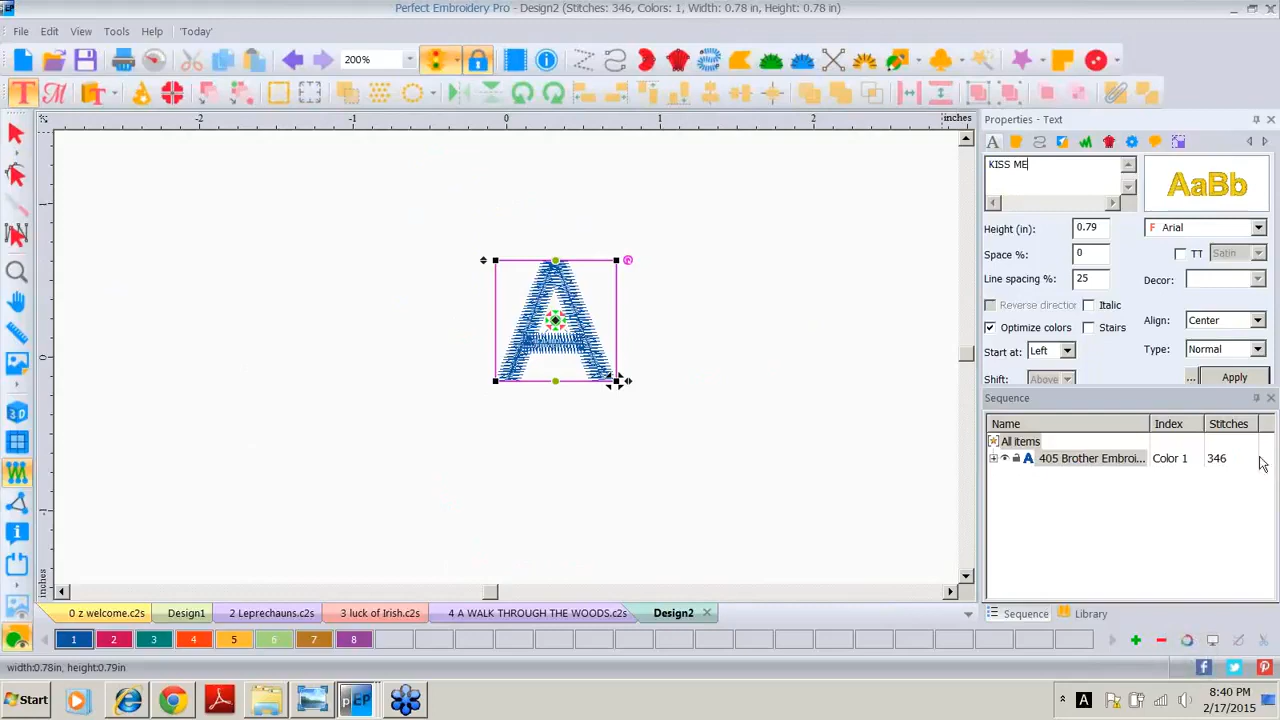 Perfect Embroidery Pro - Design2 (Stitches: 346, Colors: 1, Width: 0.78 in, Height: 0.78 in)
File Edit View Tools Help 'Today'
200%
-2 -1 0 1 2 inches
Properties - Text
KISS ME
AaBb
Height (in): 0.79 F Arial
Space %: 0 TT Satin
Line spacing %: 25 Decor:
Reverse direction Italic
Optimize colors Stairs Align: Center
Start at: Left Type: Normal
Shift: Above ... Apply
A
Sequence
Name Index Stitches
All items
A 405 Brother Embroi... Color 1 346
0
-1
inches
Sequence Library
0 z welcome.c2s Design1 2 Leprechauns.c2s 3 luck of Irish.c2s 4 A WALK THROUGH THE WOODS.c2s Design2
1 2 3 4 5 6 7 8
width:0.78in, height:0.79in
Start
8:40 PM
2/17/2015